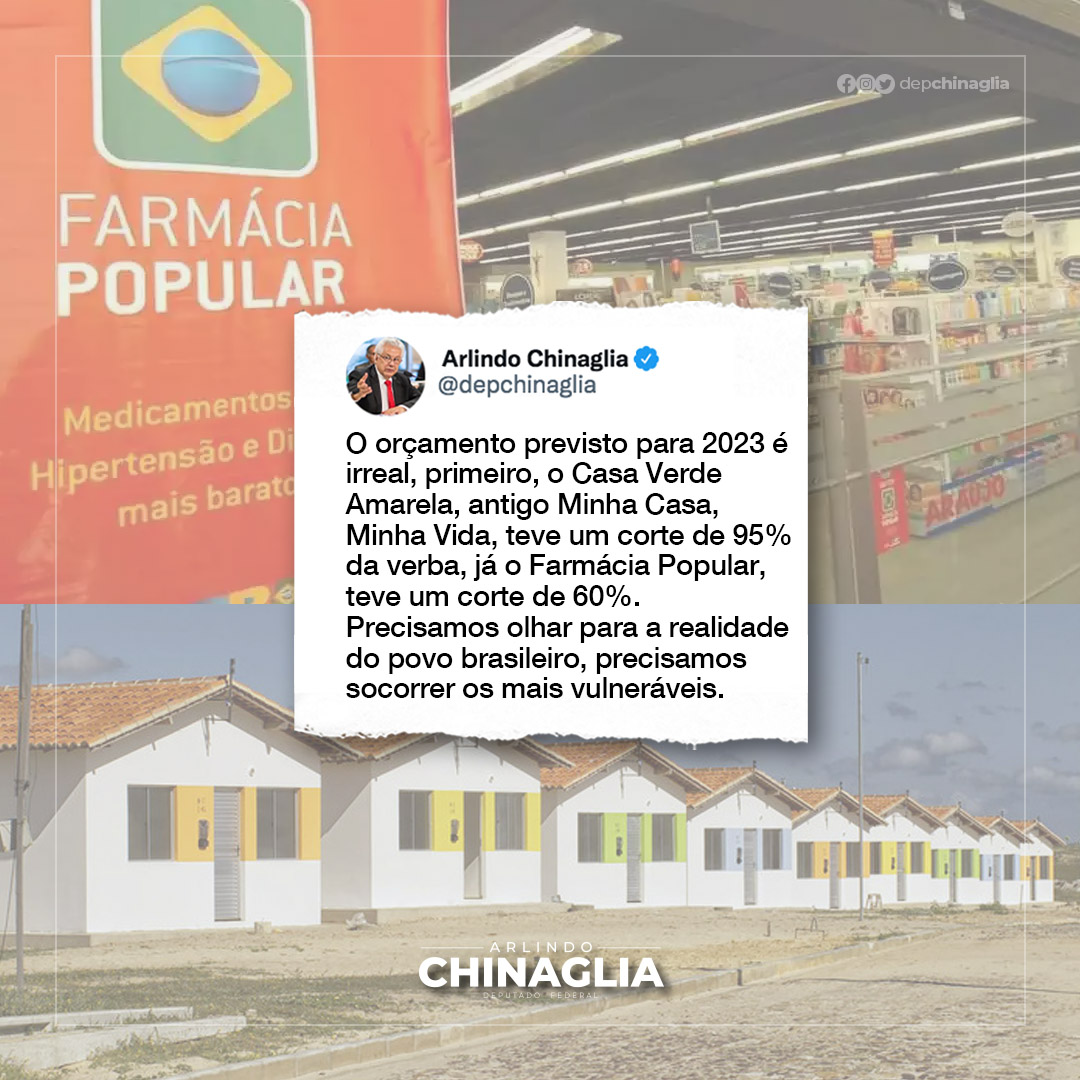 depchinaglia
FARMÁCIA
POPULAR
Medicamentos
Hipertensão e Di
mais barato
Arlindo Chinaglia
@depchinaglia
O orçamento previsto para 2023 é
irreal, primeiro, o Casa Verde
Amarela, antigo Minha Casa,
Minha Vida, teve um corte de 95%
da verba, já o Farmácia Popular,
teve um corte de 60%.
Precisamos olhar para a realidade
do povo brasileiro, precisamos
socorrer os mais vulneráveis.
ARAUJO
ARLINDO
CHINAGLIA
DEPUTADO FEDERAL